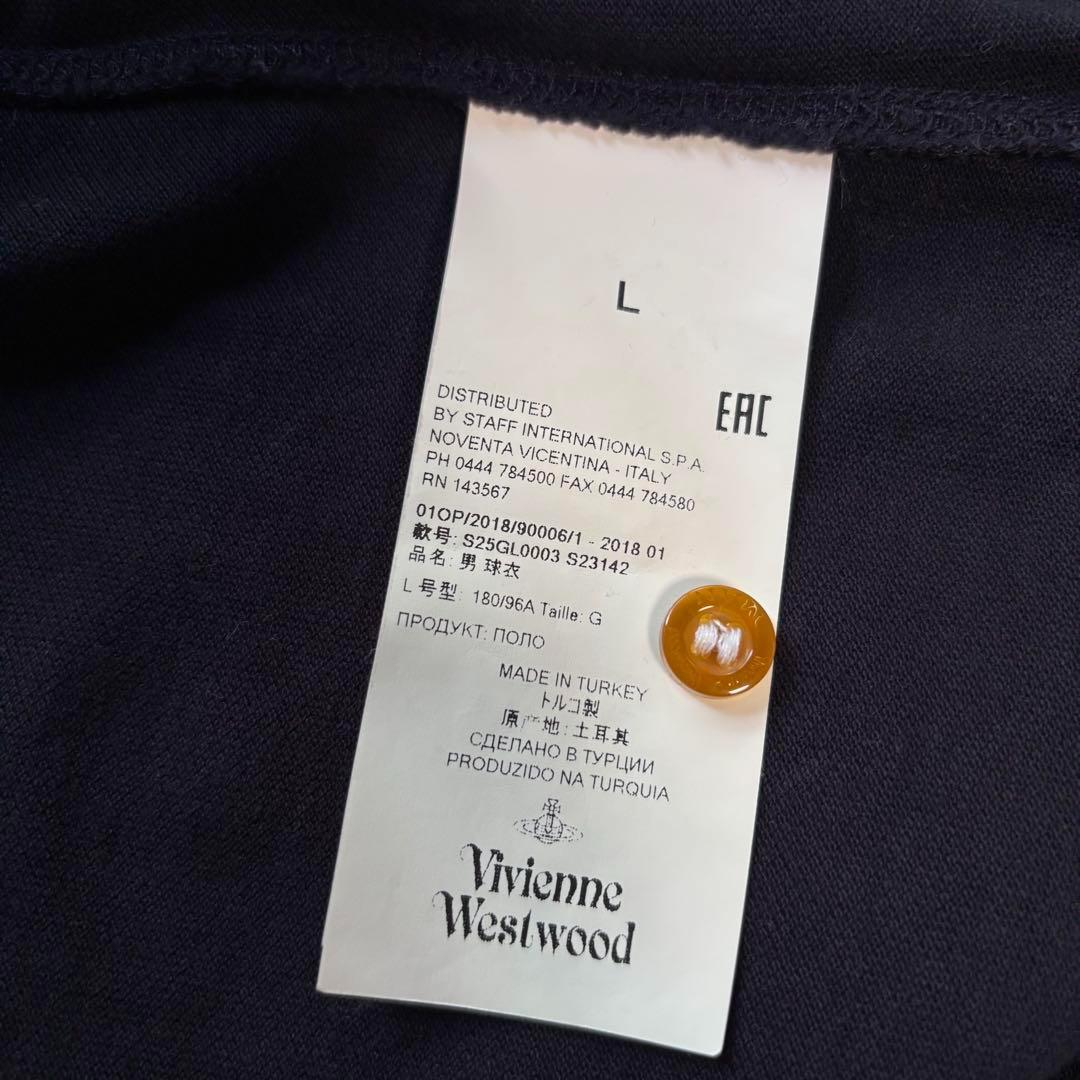 L
EAC
DISTRIBUTED
BY STAFF INTERNATIONAL S.P.A.
NOVENTA VICENTINA - ITALY
PH 0444 784500 FAX 0444 784580
RN 143567
01OP/2018/90006/1 - 2018 01
款号: S25GL0003 S23142
品名: 男 球衣
L 号型: 180/96A Taille: G
ПРОДУКТ: ПОЛО
MADE IN TURKEY
トルコ製
原产地: 土耳其
СДЕЛАНО В ТУРЦИИ
PRODUZIDO NA TURQUIA
Vivienne
Westwood